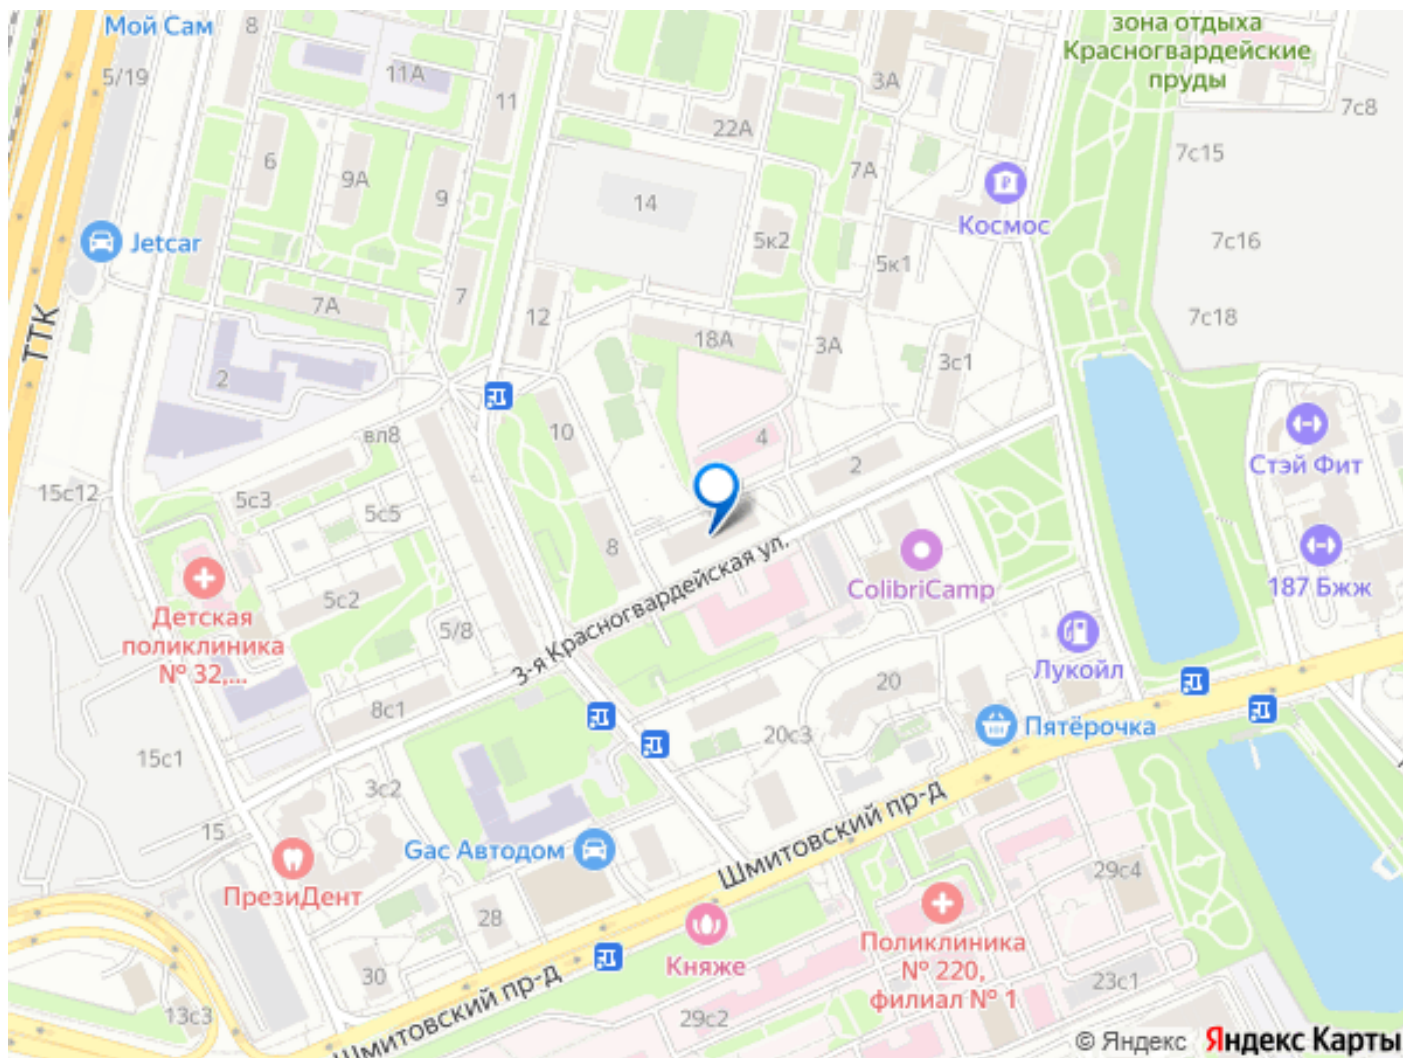 Мой Сам
8
зона отдыха
Красногвардейские
пруды
5/19
11А
11
3А
7с8
22А
7с15
6
9А
9
7А
14
Космос
Jetcar
5к2
7с16
5к1
7А
7
12
7с18
ТТК
18А
3А
3с1
2
10
вл8
4
2
Стэй Фит
15с12
5с3
5с5
8
3-я Красногвардейская ул.
ColibriCamp
187 Бжж
Детская
поликлиника
№ 32,...
5с2
5/8
Лукойл
8с1
20
20с3
Пятёрочка
15с1
3с2
15
Gac Автодом
Шмитовский пр-д
ПрезиДент
29с4
28
Княже
Поликлиника
№ 220,
филиал № 1
30
Шмитовский пр-д
23с1
13с3
29с2
© Яндекс Яндекс Карты